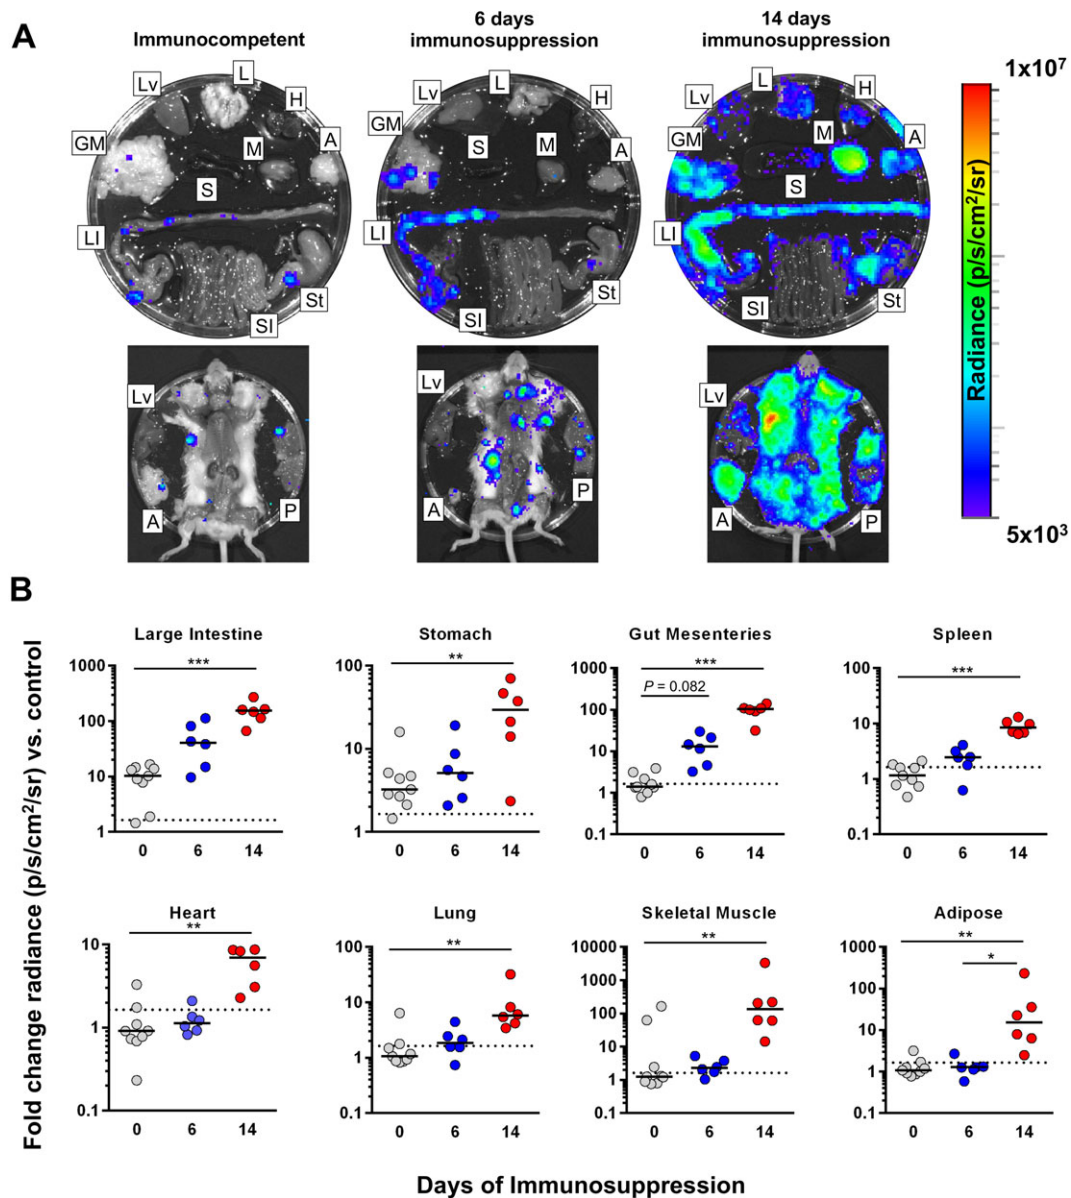 A
Immunocompetent
6 days
immunosuppression
14 days
immunosuppression
Lv
L
H
GM
M
A
S
LI
St
SI
Lv
L
H
GM
S
M
A
LI
St
SI
Lv
L
H
GM
M
A
S
LI
St
SI
1x10⁷
Radiance (p/s/cm²/sr)
5x10³
Lv
A
P
Lv
A
P
Lv
A
P
B
Fold change radiance (p/s/cm²/sr) vs. control
Large Intestine
***
1000
100
10
1
0 6 14
Stomach
**
100
10
1
0 6 14
Gut Mesenteries
***
P = 0.082
1000
100
10
1
0.1
0 6 14
Spleen
***
100
10
1
0.1
0 6 14
Heart
**
10
1
0.1
0 6 14
Lung
**
100
10
1
0.1
0 6 14
Skeletal Muscle
**
10000
1000
100
10
1
0.1
0 6 14
Adipose
**
*
1000
100
10
1
0.1
0 6 14
Days of Immunosuppression